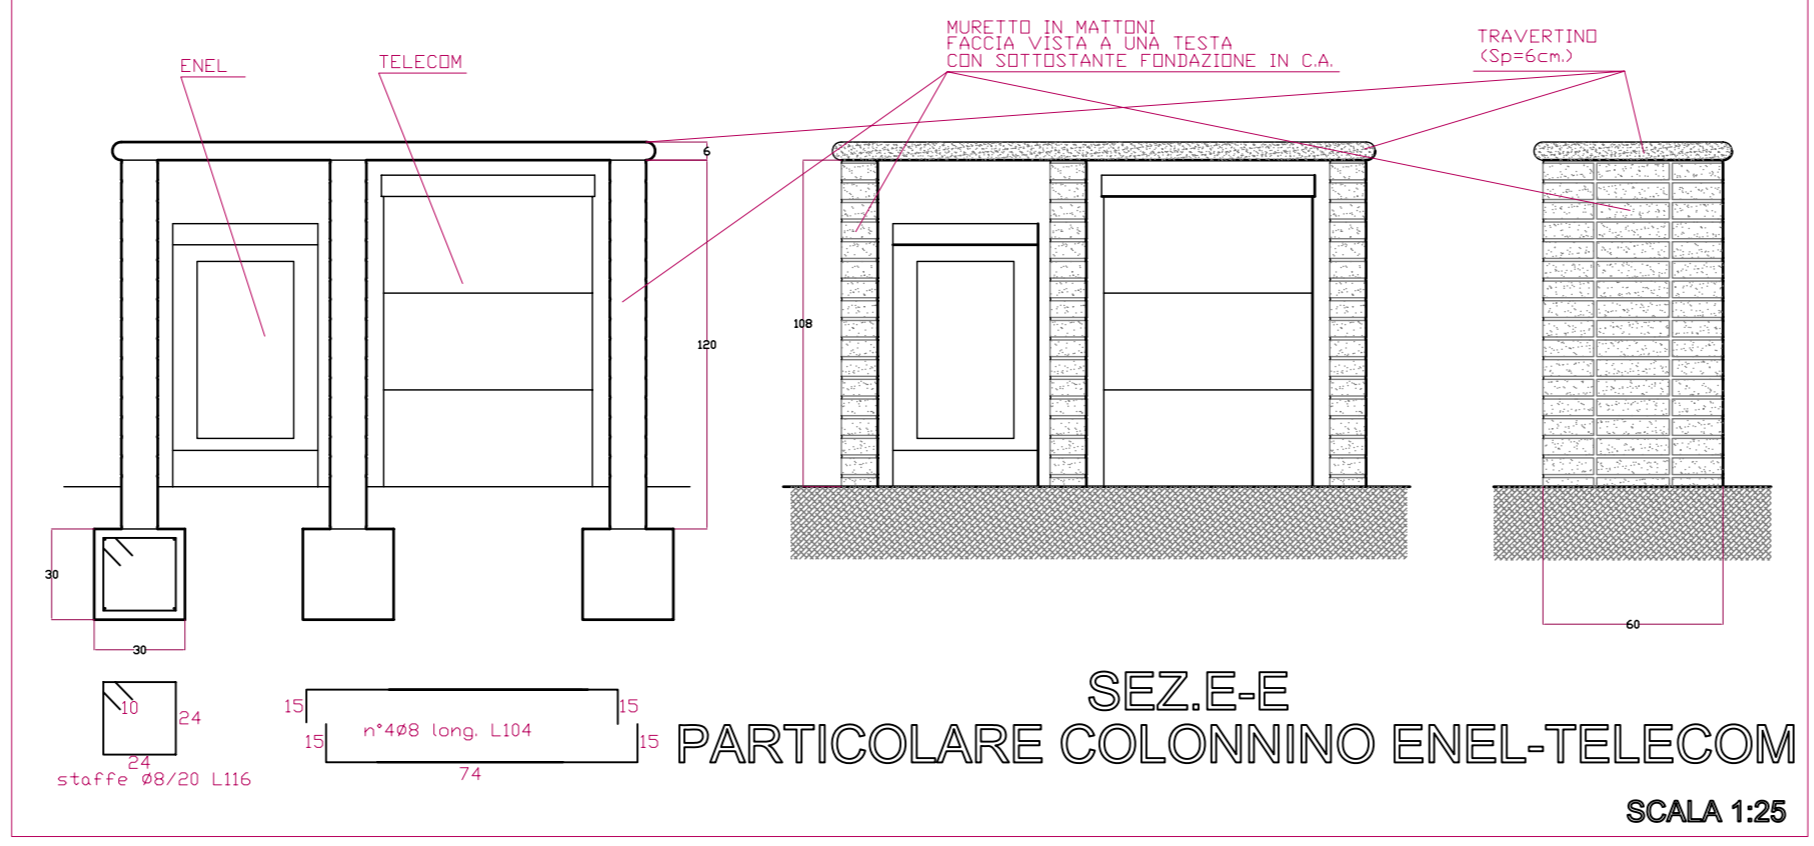 ENEL
TELECOM
MURETTO IN MATTONI
FACCIA VISTA A UNA TESTA
CON SOTTOSTANTE FONDAZIONE IN C.A.
TRAVERTINO
(Sp=6cm.)
6
120
108
30
30
60
10
24
24
staffe Ø8/20 L116
15
15
n°4Ø8 long. L104
15
15
74
SEZ.E-E
PARTICOLARE COLONNINO ENEL-TELECOM
SCALA 1:25